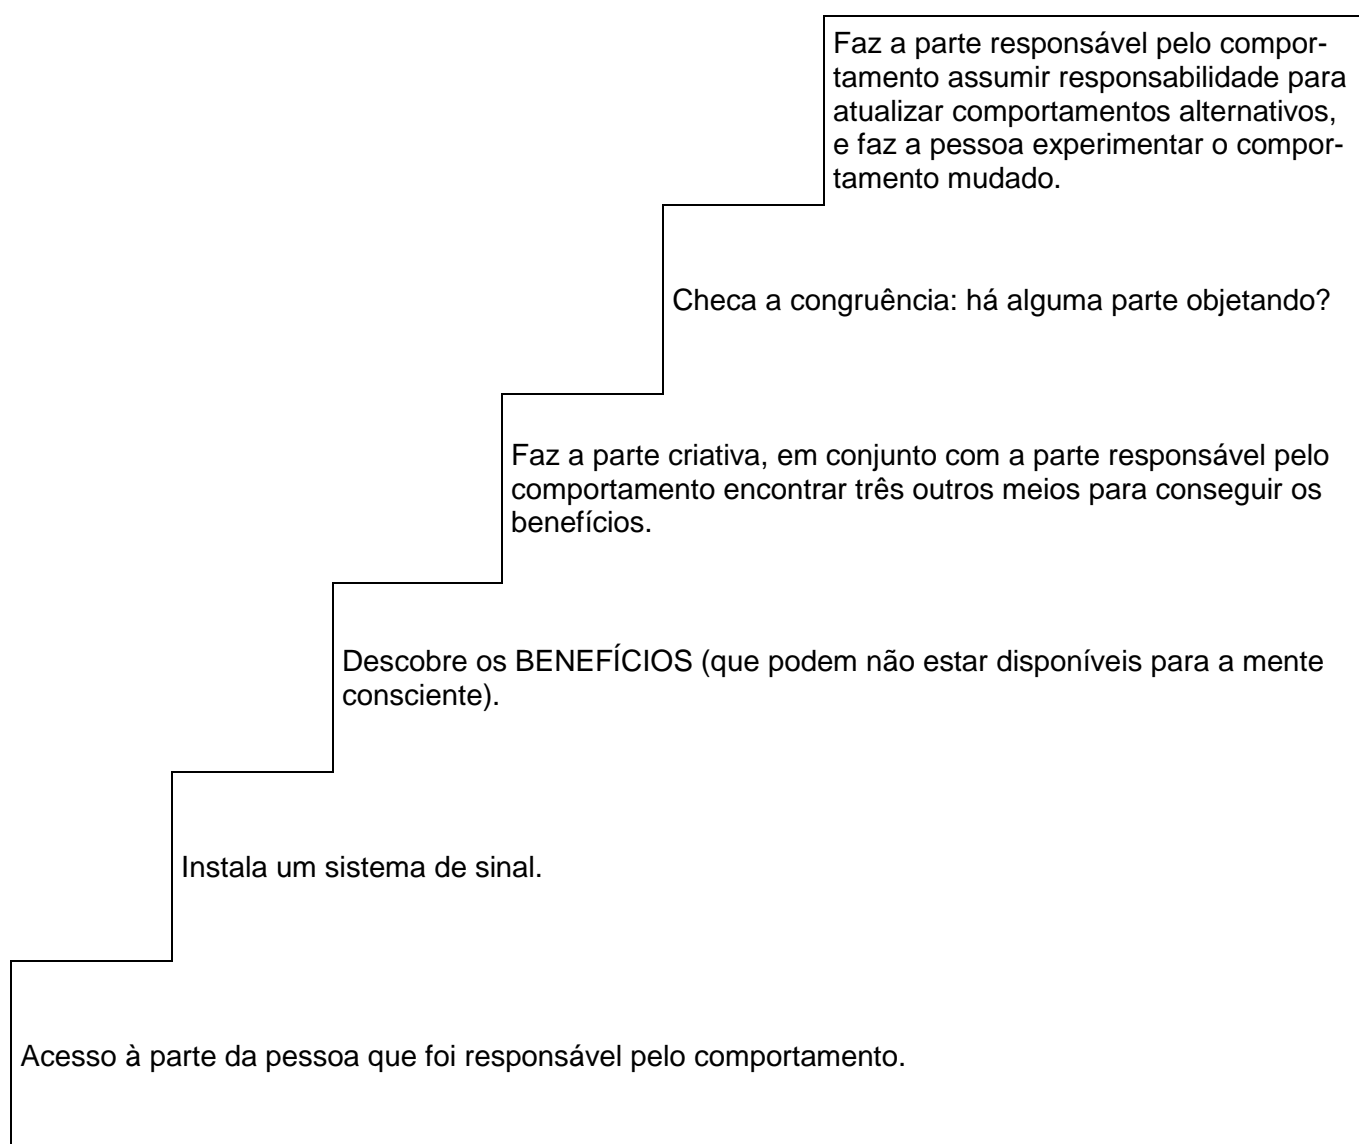 Faz a parte responsável pelo compor-
tamento assumir responsabilidade para
atualizar comportamentos alternativos,
e faz a pessoa experimentar o compor-
tamento mudado.
Checa a congruência: há alguma parte objetando?
Faz a parte criativa, em conjunto com a parte responsável pelo
comportamento encontrar três outros meios para conseguir os
benefícios.
Descobre os BENEFÍCIOS (que podem não estar disponíveis para a mente
consciente).
Instala um sistema de sinal.
Acesso à parte da pessoa que foi responsável pelo comportamento.